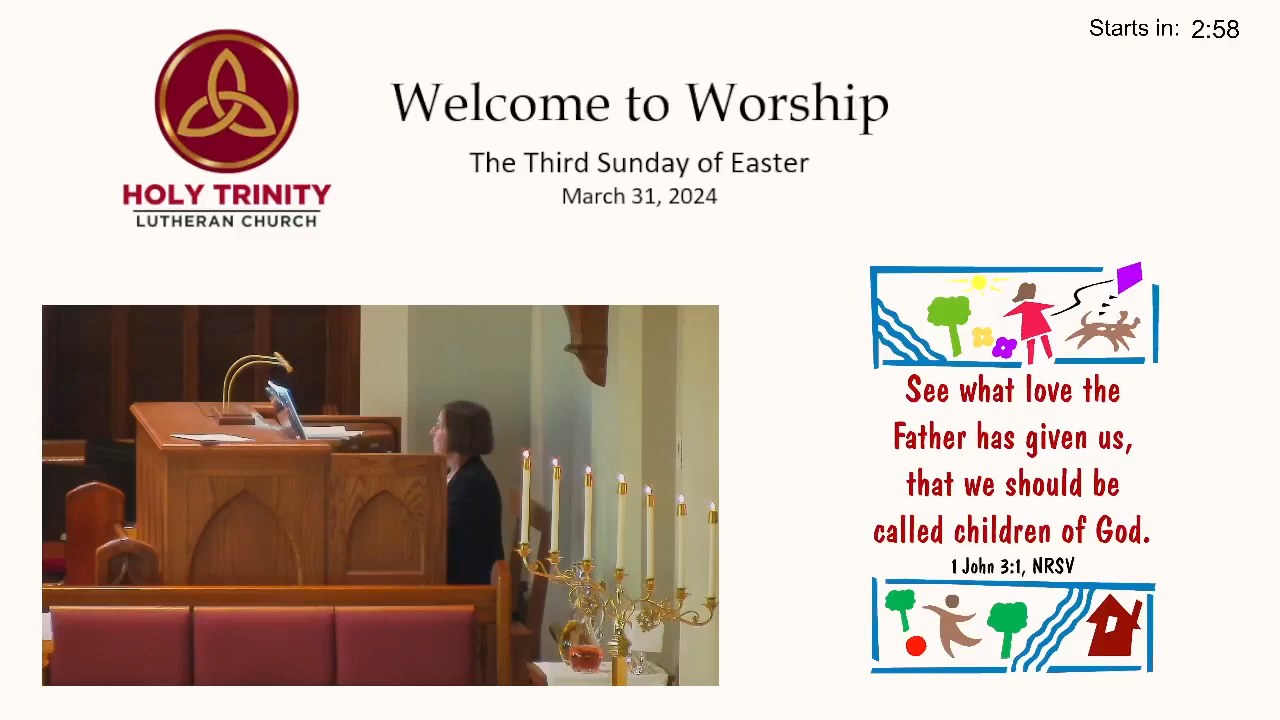 Starts in: 2:58
Welcome to Worship
The Third Sunday of Easter
March 31, 2024
HOLY TRINITY
LUTHERAN CHURCH
See what love the
Father has given us,
that we should be
called children of God.
1 John 3:1, NRSV